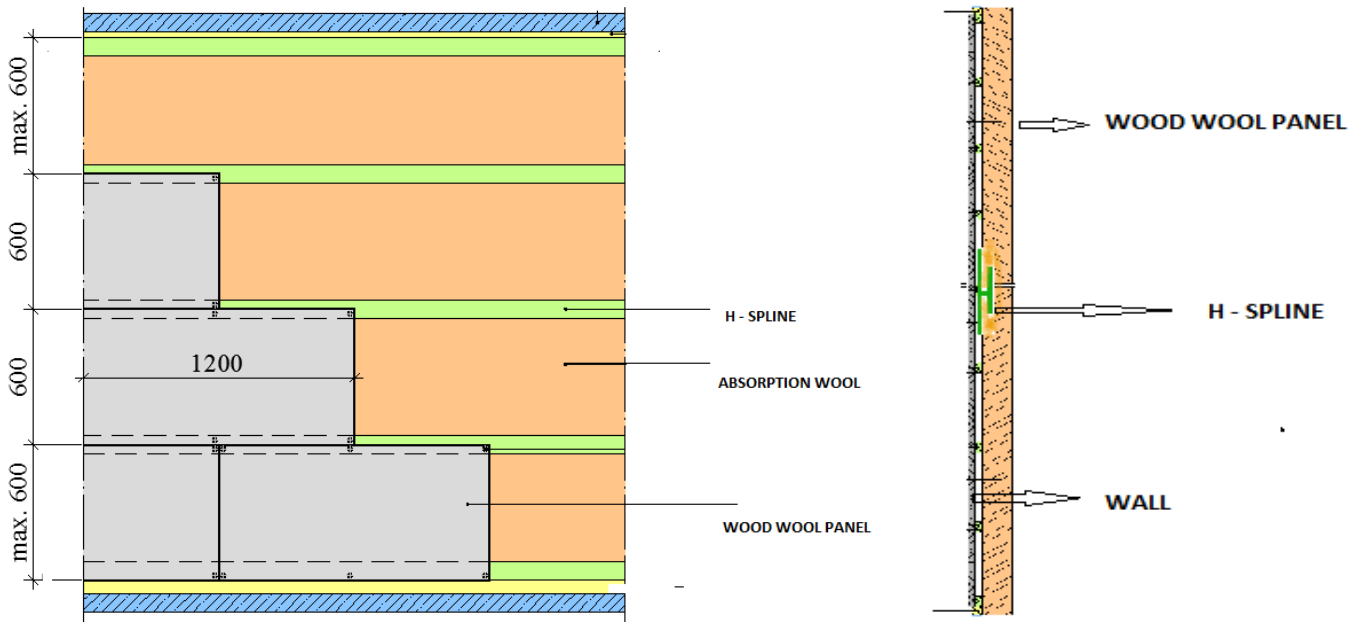 max. 600
600
600
max. 600
1200
H - SPLINE
ABSORPTION WOOL
WOOD WOOL PANEL
WOOD WOOL PANEL
H - SPLINE
WALL